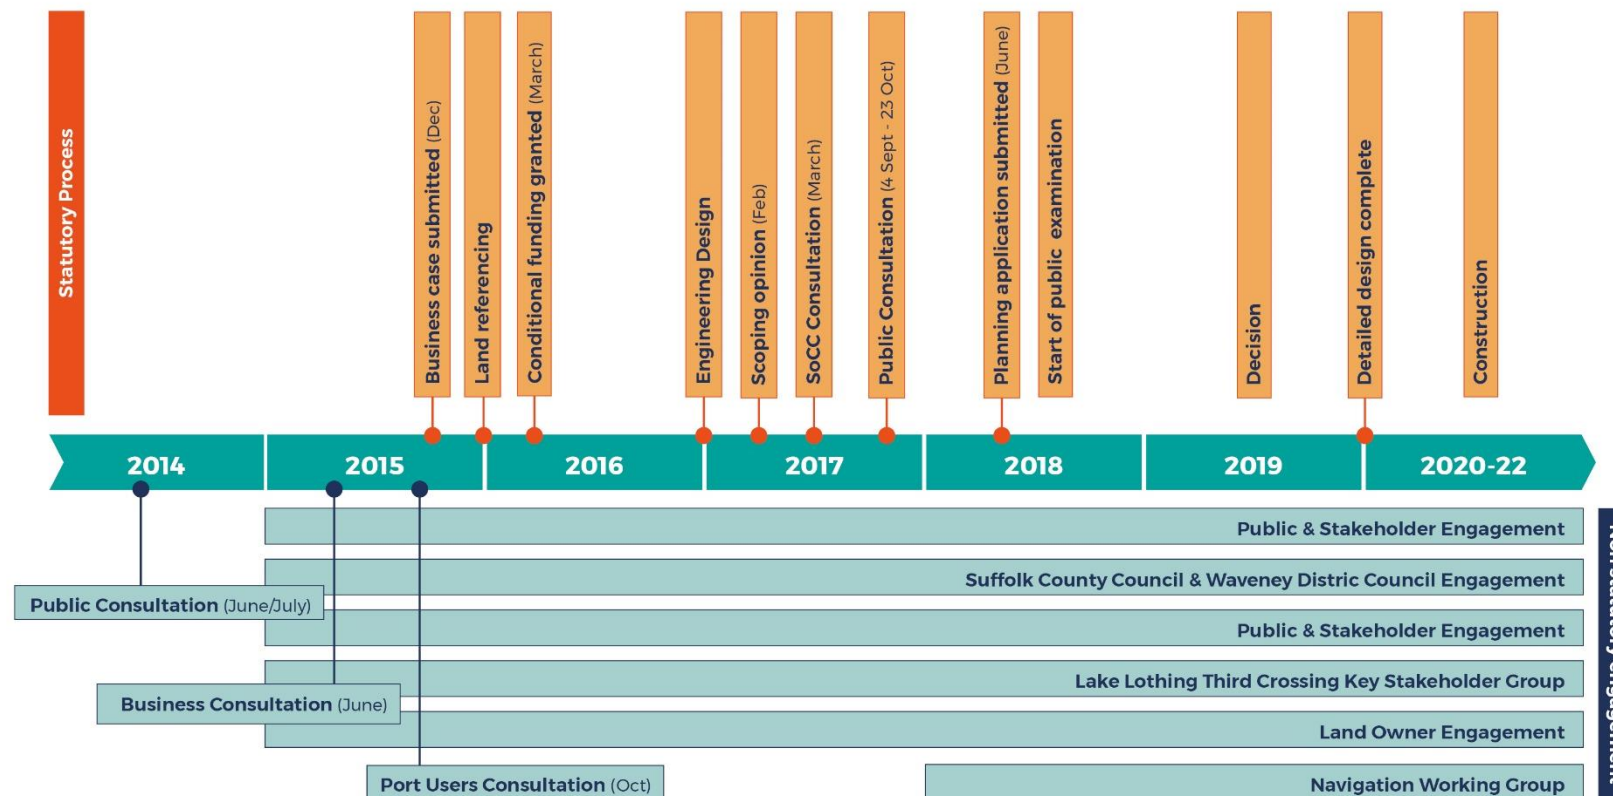 Statutory Process
Business case submitted (Dec)
Land referencing
Conditional funding granted (March)
Engineering Design
Scoping opinion (Feb)
SoCC Consultation (March)
Public Consultation (4 Sept - 23 Oct)
Planning application submitted (June)
Start of public examination
Decision
Detailed design complete
Construction
2014
2015
2016
2017
2018
2019
2020-22
Public & Stakeholder Engagement
Suffolk County Council & Waveney Distric Council Engagement
Public Consultation (June/July)
Public & Stakeholder Engagement
Lake Lothing Third Crossing Key Stakeholder Group
Business Consultation (June)
Land Owner Engagement
Port Users Consultation (Oct)
Navigation Working Group
engagement